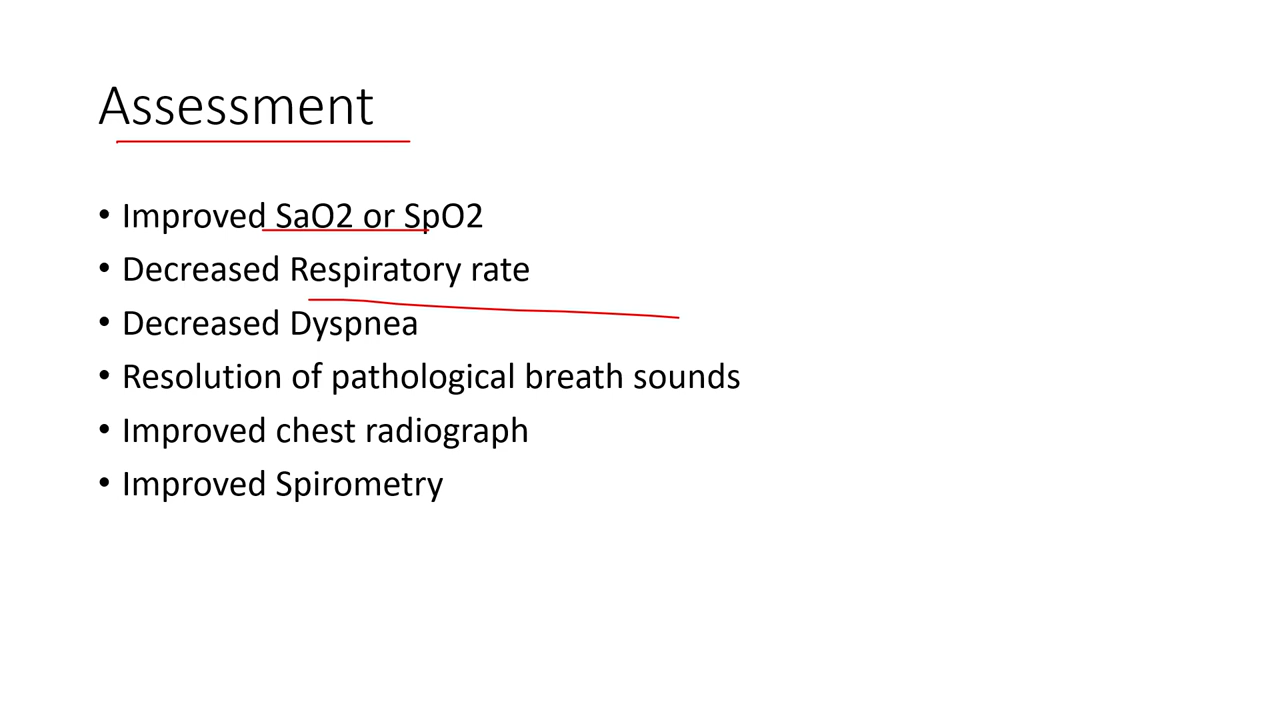 Assessment
• Improved SaO2 or SpO2
• Decreased Respiratory rate
• Decreased Dyspnea
• Resolution of pathological breath sounds
• Improved chest radiograph
• Improved Spirometry